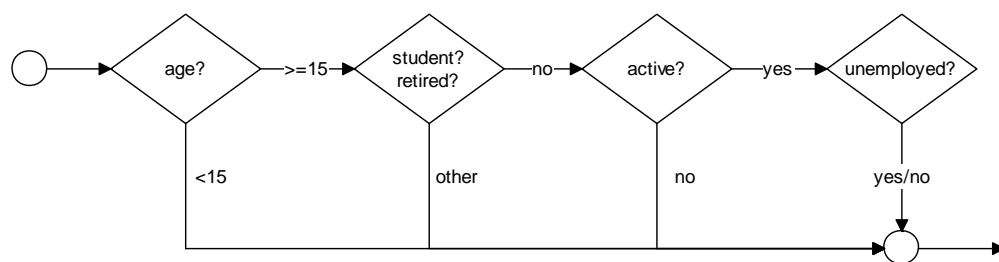 age?
>=15
student?
retired?
no
active?
yes
unemployed?
<15
other
no
yes/no